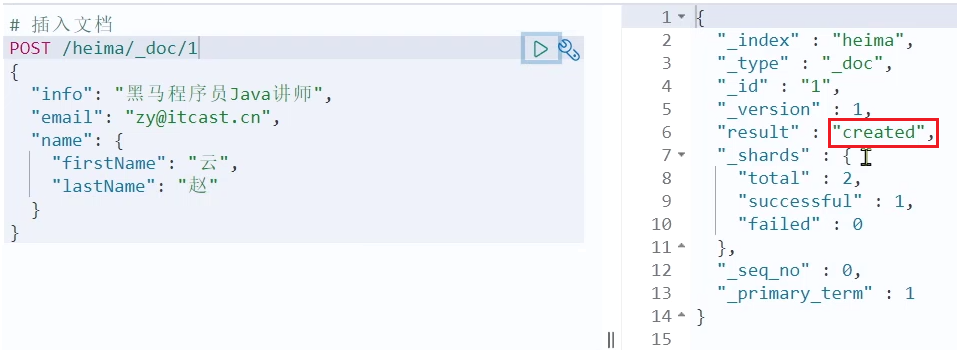 # 插入文档
POST /heima/_doc/1
{
  "info": "黑马程序员Java讲师",
  "email": "zy@itcast.cn",
  "name": {
    "firstName": "云",
    "lastName": "赵"
  }
}
1 {
2   "_index" : "heima",
3   "_type" : "_doc",
4   "_id" : "1",
5   "_version" : 1,
6   "result" : "created",
7   "_shards" : {
8     "total" : 2,
9     "successful" : 1,
10     "failed" : 0
11   },
12   "_seq_no" : 0,
13   "_primary_term" : 1
14 }
15